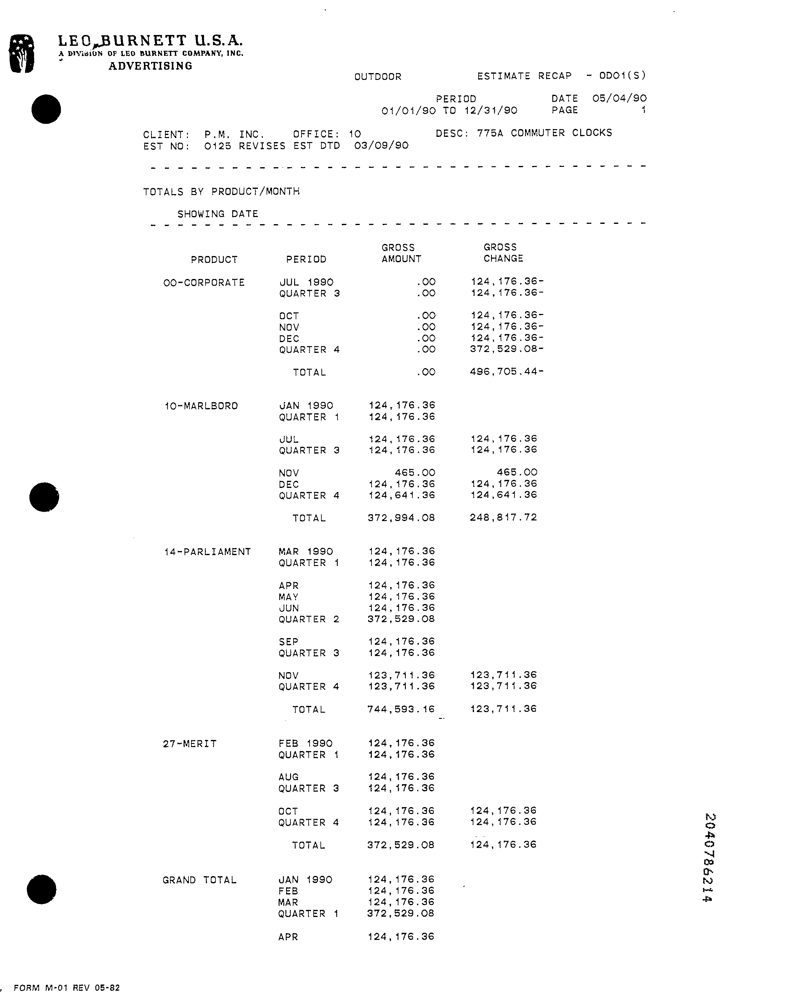 LEO BURNETT U.S.A.
A DIVISION OF LEO BURNETT COMPANY, INC.
ADVERTISING
OUTDOOR ESTIMATE RECAP - OD01(S)
PERIOD DATE 05/04/90
01/01/90 TO 12/31/90 PAGE 1
CLIENT: P.M. INC. OFFICE: 10 DESC: 775A COMMUTER CLOCKS
EST NO: 0125 REVISES EST DTD 03/09/90
TOTALS BY PRODUCT/MONTH
SHOWING DATE
GROSS GROSS
PRODUCT PERIOD AMOUNT CHANGE
00-CORPORATE JUL 1990 .00 124,176.36-
QUARTER 3 .00 124,176.36-
OCT .00 124,176.36-
NOV .00 124,176.36-
DEC .00 124,176.36-
QUARTER 4 .00 372,529.08-
TOTAL .00 496,705.44-
10-MARLBORO JAN 1990 124,176.36
QUARTER 1 124,176.36
JUL 124,176.36 124,176.36
QUARTER 3 124,176.36 124,176.36
NOV 465.00 465.00
DEC 124,176.36 124,176.36
QUARTER 4 124,641.36 124,641.36
TOTAL 372,994.08 248,817.72
14-PARLIAMENT MAR 1990 124,176.36
QUARTER 1 124,176.36
APR 124,176.36
MAY 124,176.36
JUN 124,176.36
QUARTER 2 372,529.08
SEP 124,176.36
QUARTER 3 124,176.36
NOV 123,711.36 123,711.36
QUARTER 4 123,711.36 123,711.36
TOTAL 744,593.16 123,711.36
27-MERIT FEB 1990 124,176.36
QUARTER 1 124,176.36
AUG 124,176.36
QUARTER 3 124,176.36
OCT 124,176.36 124,176.36
QUARTER 4 124,176.36 124,176.36
TOTAL 372,529.08 124,176.36
GRAND TOTAL JAN 1990 124,176.36
FEB 124,176.36
MAR 124,176.36
QUARTER 1 372,529.08
APR 124,176.36
2040786214
FORM M-01 REV 05-82